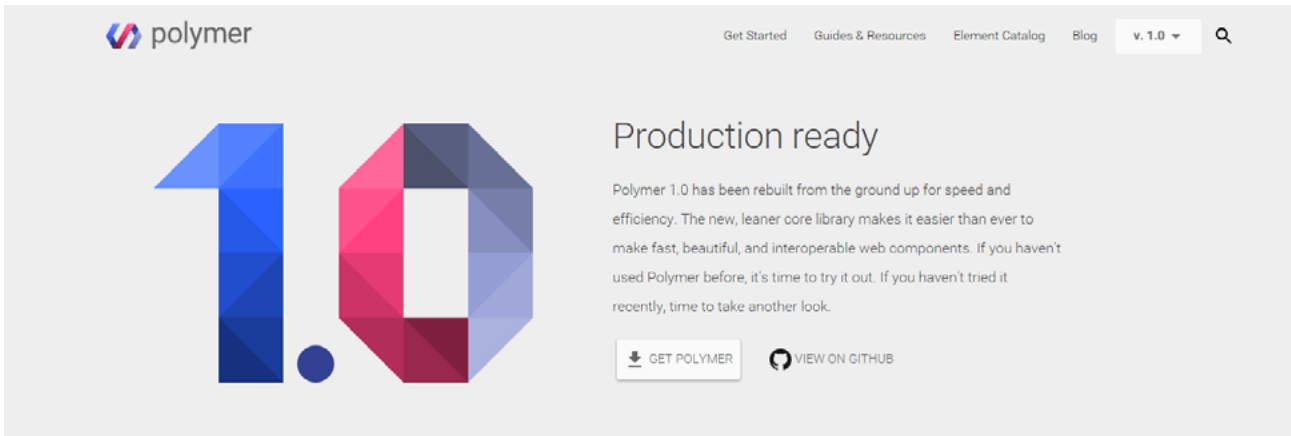 polymer
Get Started Guides & Resources Element Catalog Blog v. 1.0
1.0
Production ready
Polymer 1.0 has been rebuilt from the ground up for speed and
efficiency. The new, leaner core library makes it easier than ever to
make fast, beautiful, and interoperable web components. If you haven't
used Polymer before, it's time to try it out. If you haven't tried it
recently, time to take another look.
GET POLYMER VIEW ON GITHUB